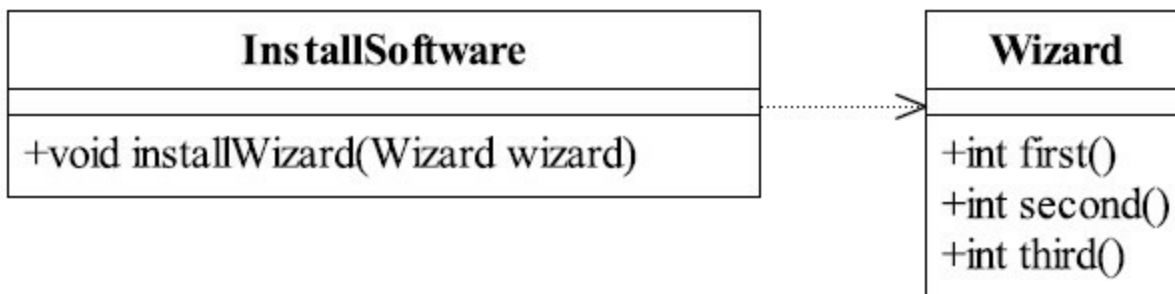 InstallSoftware
+void installWizard(Wizard wizard)
Wizard
+int first()
+int second()
+int third()